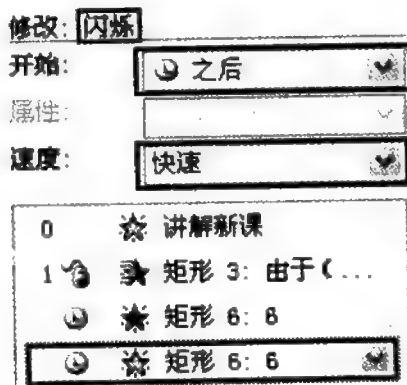 修改: 闪烁
开始: 之后
属性:
速度: 快速
0 讲解新课
1 矩形 3: 由于(...
矩形 6: 6
矩形 6: 6